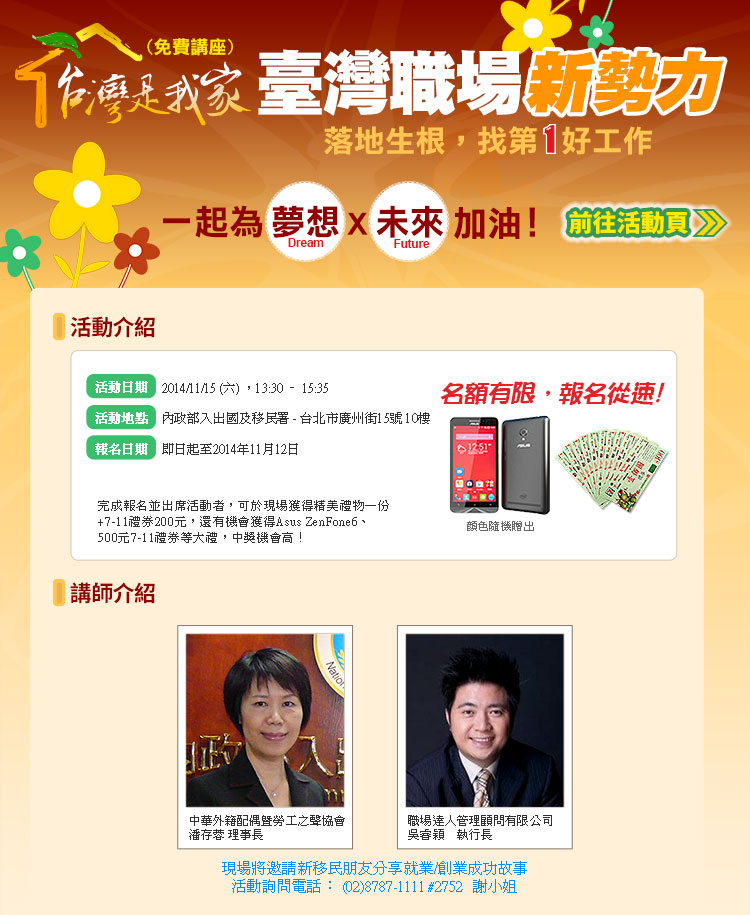 (免費講座)
台灣是我家
臺灣職場新勢力
落地生根,找第1好工作
一起為 夢想 X 未來 加油!
Dream
Future
前往活動頁
活動介紹
活動日期 2014/11/15 (六) ,13:30 - 15:35
活動地點 內政部入出國及移民署 - 台北市廣州街15號10樓
報名日期 即日起至2014年11月12日
名額有限,報名從速!
完成報名並出席活動者,可於現場獲得精美禮物一份
+7-11禮券200元,還有機會獲得Asus ZenFone6、
500元7-11禮券等大禮,中獎機會高!
12:51
顏色隨機贈出
講師介紹
Nation
中華外籍配偶暨勞工之聲協會
潘存蓉 理事長
職場達人管理顧問有限公司
吳睿穎 執行長
現場將邀請新移民朋友分享就業/創業成功故事
活動詢問電話: (02)8787-1111 #2752 謝小姐